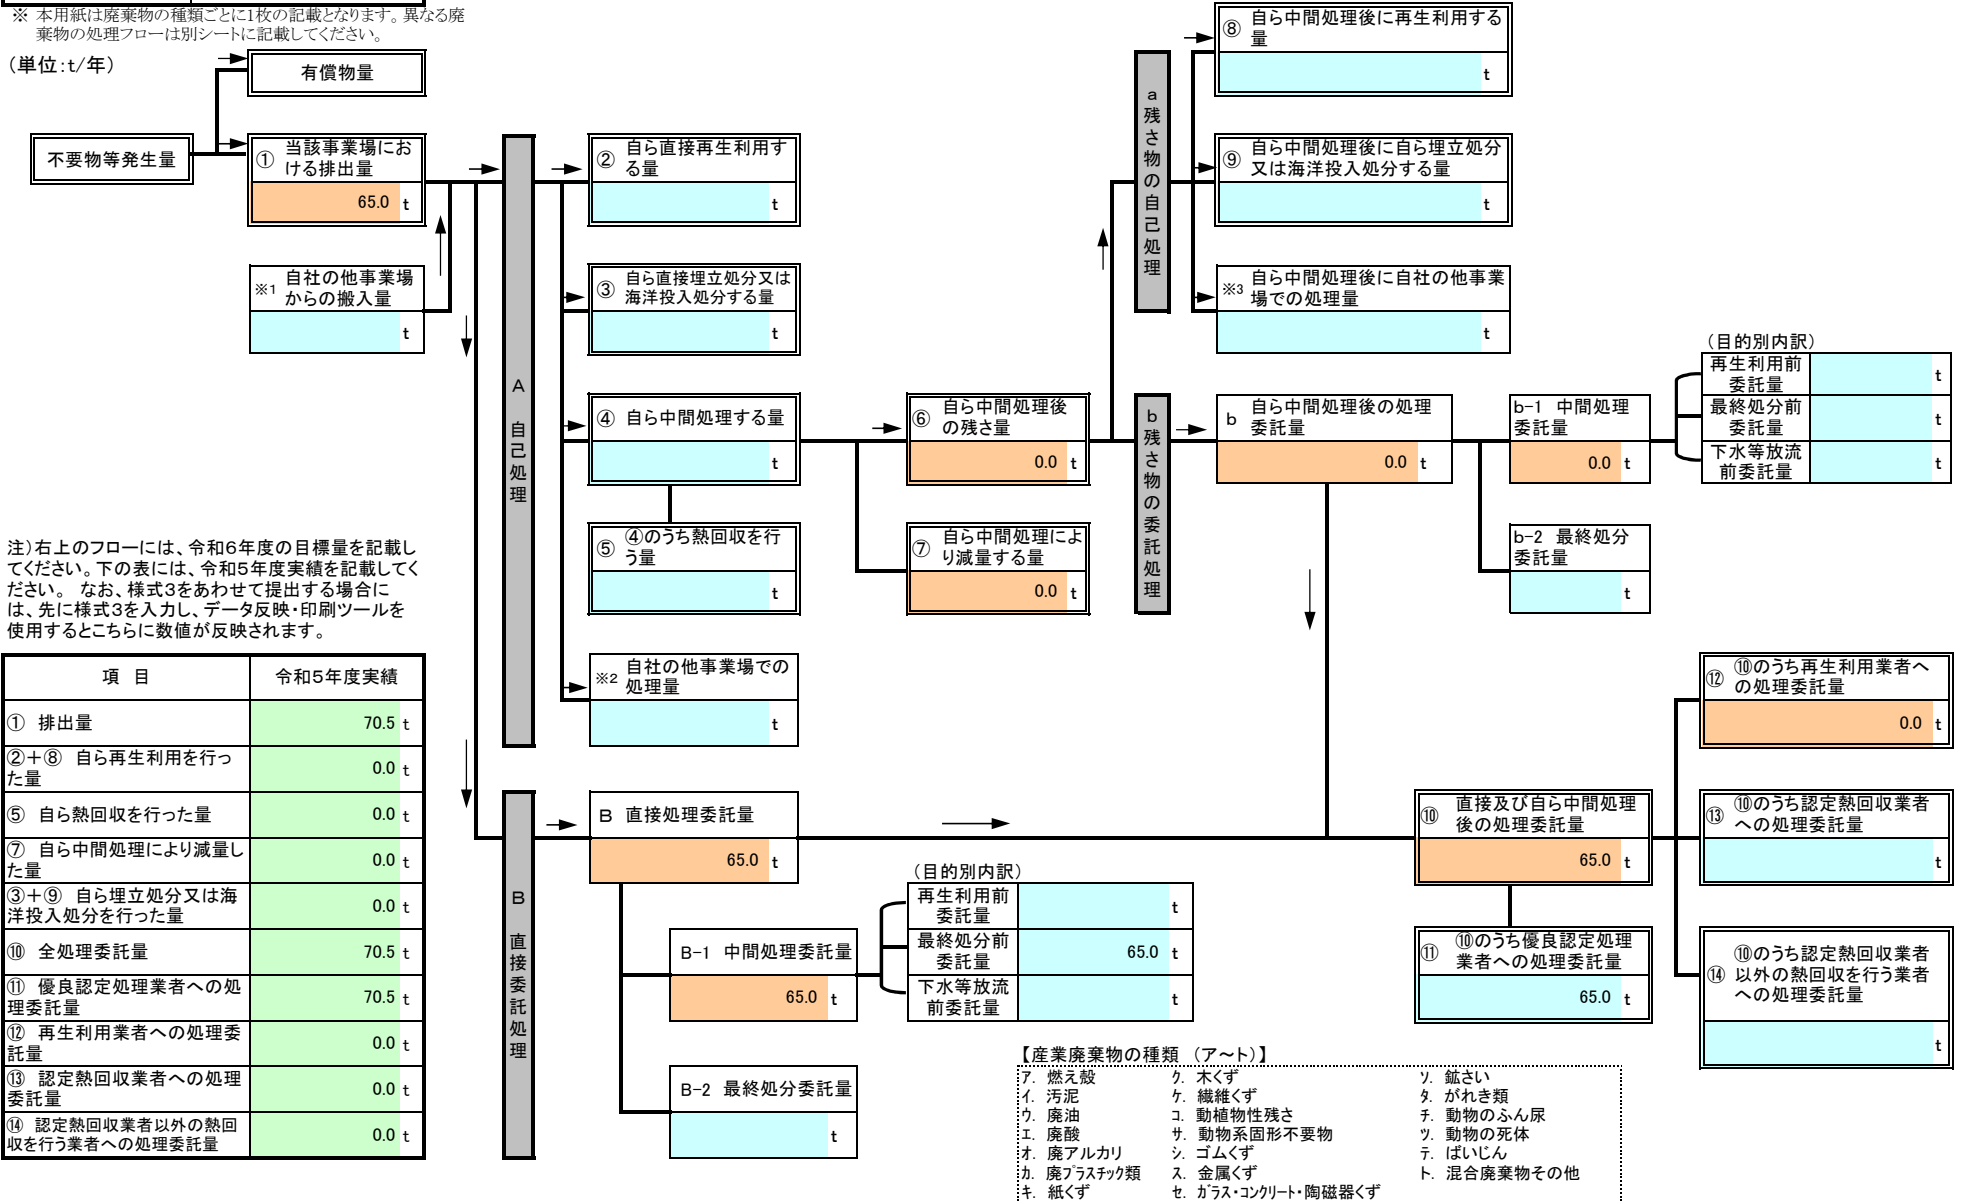 ※ 本用紙は廃棄物の種類ごとに1枚の記載となります。異なる廃
棄物の処理フローは別シートに記載してください。
（単位：t/年）
有償物量
不要物等発生量
① 当該事業場にお
ける排出量
65.0 t
※1 自社の他事業場
からの搬入量
t
A 自己処理
② 自ら直接再生利用す
る量
t
③ 自ら直接埋立処分又は
海洋投入処分する量
t
④ 自ら中間処理する量
t
⑤ ④のうち熱回収を行
う量
t
※2 自社の他事業場での
処理量
t
⑥ 自ら中間処理後
の残さ量
0.0 t
⑦ 自ら中間処理によ
り減量する量
0.0 t
a 残さ物の自己処理
⑧ 自ら中間処理後に再生利用する
量
t
⑨ 自ら中間処理後に自ら埋立処分
又は海洋投入処分する量
t
※3 自ら中間処理後に自社の他事業
場での処理量
t
b 残さ物の委託処理
b 自ら中間処理後の処理
委託量
0.0 t
b-1 中間処理
委託量
0.0 t
（目的別内訳）
再生利用前
委託量
t
最終処分前
委託量
t
下水等放流
前委託量
t
b-2 最終処分
委託量
t
注）右上のフローには、令和６年度の目標量を記載し
てください。下の表には、令和５年度実績を記載してく
ださい。 なお、様式３をあわせて提出する場合に
は、先に様式３を入力し、データ反映・印刷ツールを
使用するとこちらに数値が反映されます。
項 目 令和５年度実績
① 排出量 70.5 t
②＋⑧ 自ら再生利用を行っ
た量 0.0 t
⑤ 自ら熱回収を行った量 0.0 t
⑦ 自ら中間処理により減量し
た量 0.0 t
③＋⑨ 自ら埋立処分又は海
洋投入処分を行った量 0.0 t
⑩ 全処理委託量 70.5 t
⑪ 優良認定処理業者への処
理委託量 70.5 t
⑫ 再生利用業者への処理委
託量 0.0 t
⑬ 認定熱回収業者への処理
委託量 0.0 t
⑭ 認定熱回収業者以外の熱回
収を行う業者への処理委託量 0.0 t
B 直接委託処理
B 直接処理委託量
65.0 t
B-1 中間処理委託量
65.0 t
B-2 最終処分委託量
t
（目的別内訳）
再生利用前
委託量
t
最終処分前
委託量
65.0 t
下水等放流
前委託量
t
⑩ 直接及び自ら中間処理
後の処理委託量
65.0 t
⑪ ⑩のうち優良認定処理
業者への処理委託量
65.0 t
⑫ ⑩のうち再生利用業者へ
の処理委託量
0.0 t
⑬ ⑩のうち認定熱回収業者
への処理委託量
t
⑭ ⑩のうち認定熱回収業者
以外の熱回収を行う業者
への処理委託量
t
【産業廃棄物の種類 （ア～ト）】
ア. 燃え殻 ク. 木くず ソ. 鉱さい
イ. 汚泥 ケ. 繊維くず タ. がれき類
ウ. 廃油 コ. 動植物性残さ チ. 動物のふん尿
エ. 廃酸 サ. 動物系固形不要物 ツ. 動物の死体
オ. 廃アルカリ シ. ゴムくず テ. ばいじん
カ. 廃プラスチック類 ス. 金属くず ト. 混合廃棄物その他
キ. 紙くず セ. ガラス・コンクリート・陶磁器くず